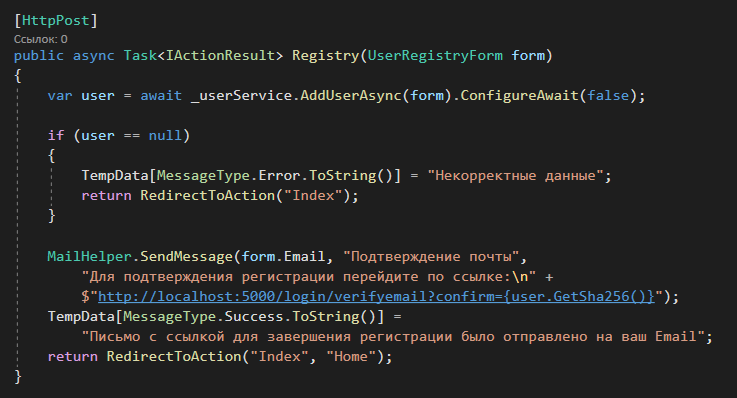 [HttpPost]
Ссылок: 0
public async Task<IActionResult> Registry(UserRegistryForm form)
{
var user = await _userService.AddUserAsync(form).ConfigureAwait(false);
if (user == null)
{
TempData[MessageType.Error.ToString()] = "Некорректные данные";
return RedirectToAction("Index");
}
MailHelper.SendMessage(form.Email, "Подтверждение почты",
"Для подтверждения регистрации перейдите по ссылке:\n" +
$"http://localhost:5000/login/verifyemail?confirm={user.GetSha256()}");
TempData[MessageType.Success.ToString()] =
"Письмо с ссылкой для завершения регистрации было отправлено на ваш Email";
return RedirectToAction("Index", "Home");
}